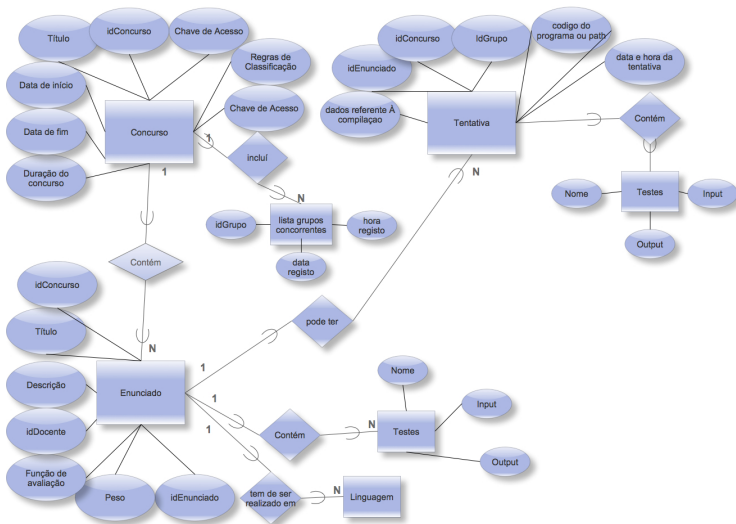 Título
idConcurso
Chave de Acesso
Regras de
Classificação
Data de início
Chave de Acesso
Concurso
Data de fim
Duração do
concurso
1
1
incluí
N
lista grupos
concorrentes
idGrupo
hora
registo
data
registo
idConcurso
IdGrupo
codigo do
programa ou path
idEnunciado
data e hora da
tentativa
dados referente À
compilaçao
Tentativa
Contém
N
Testes
Nome
Input
Output
Contém
idConcurso
Título
N
pode ter
1
Enunciado
Descrição
idDocente
Função de
avaliação
Peso
idEnunciado
1
1
Contém
N
Testes
Nome
Input
Output
tem de ser
realizado em
N
Linguagem